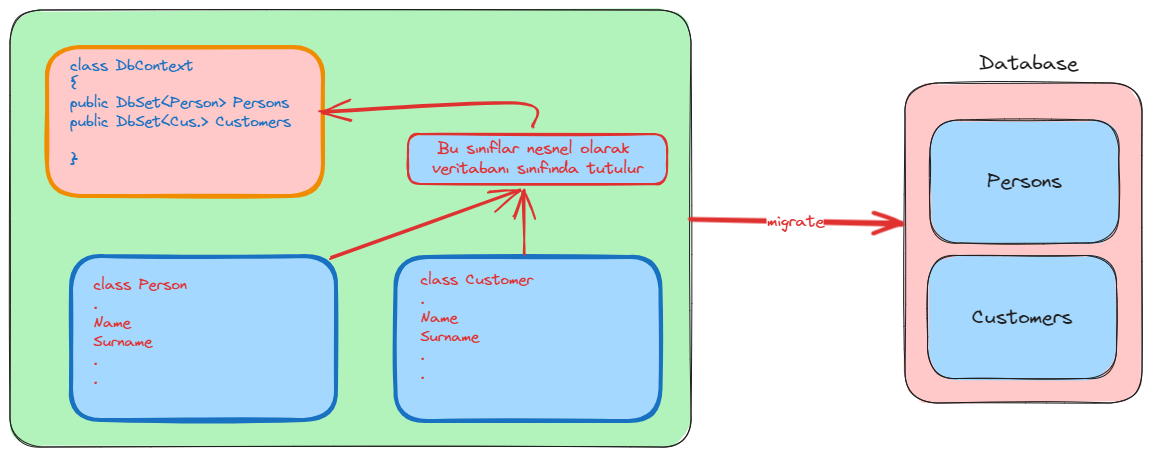 class DbContext
{
public DbSet<Person> Persons
public DbSet<Cus.> Customers
}
Bu sınıflar nesnel olarak
veritabanı sınıfında tutulur
class Person
.
Name
Surname
.
.
class Customer
.
Name
Surname
.
.
migrate
Database
Persons
Customers